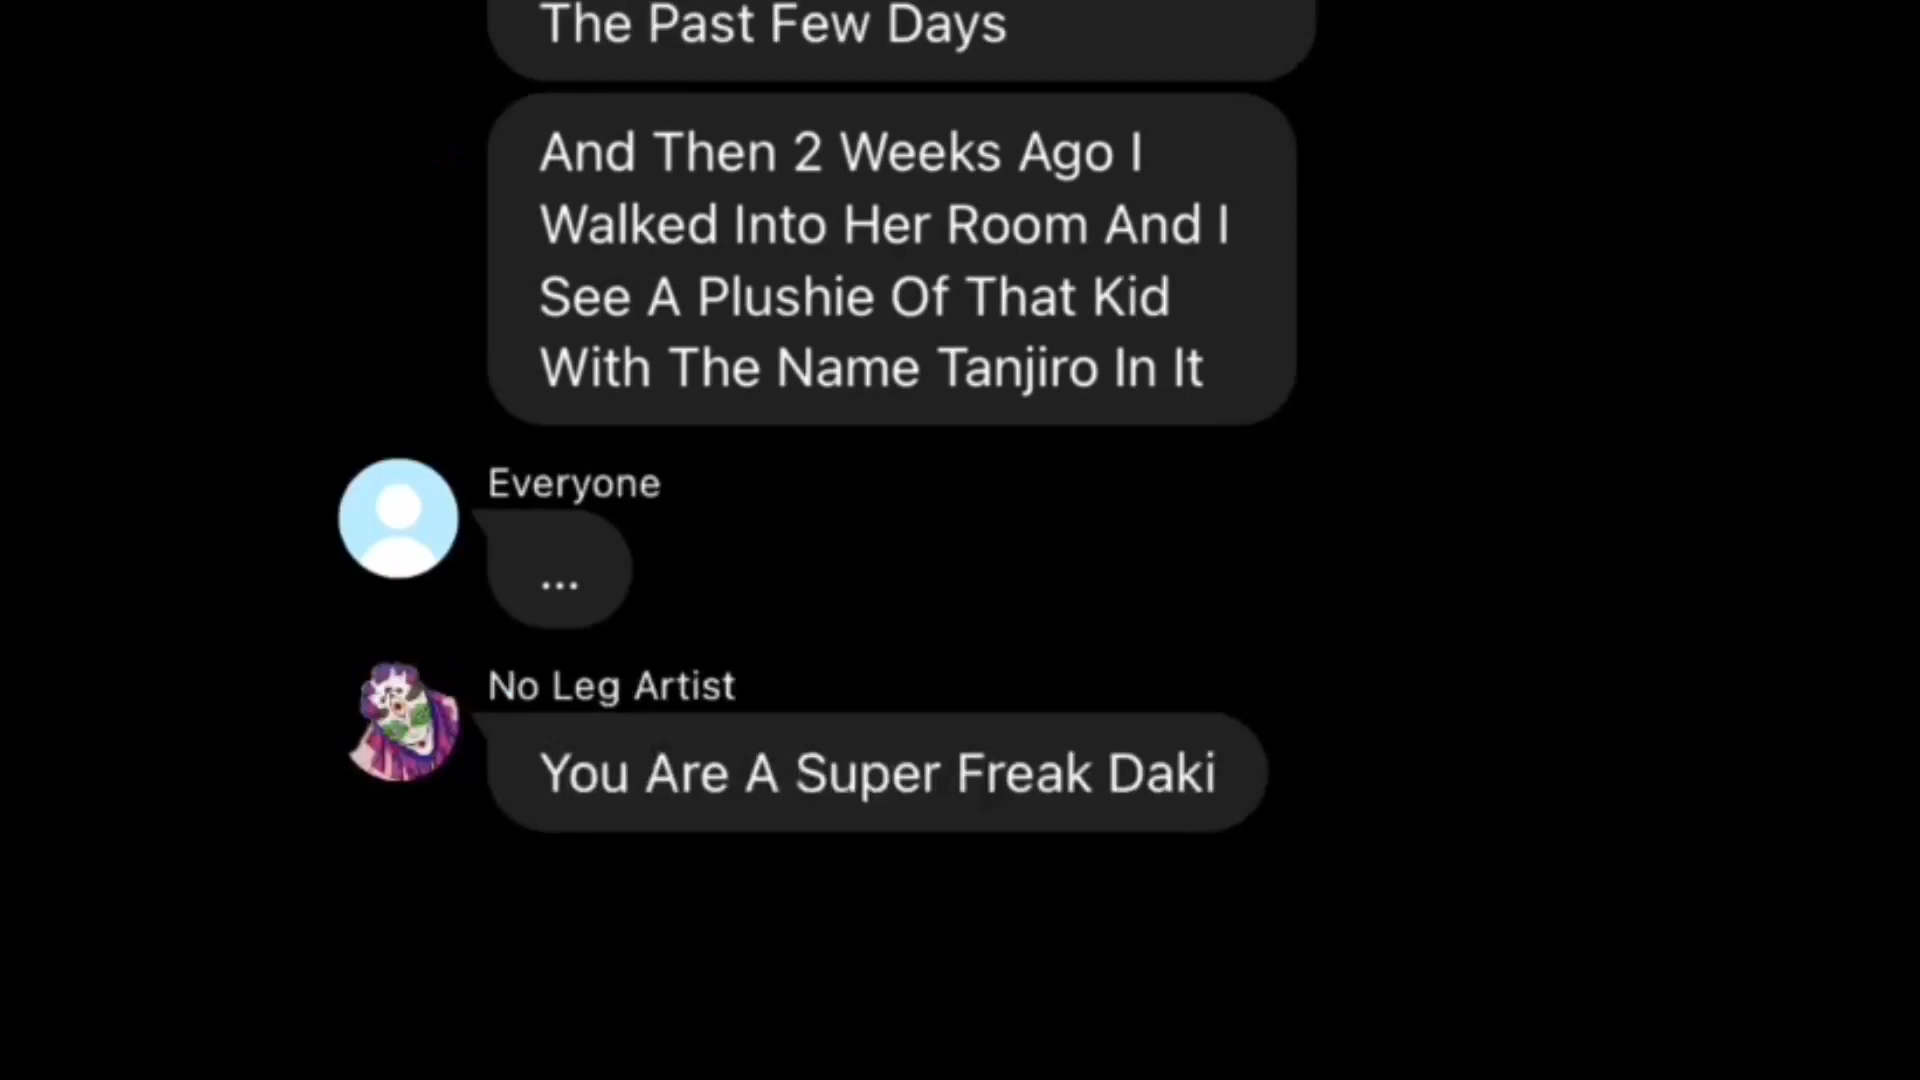 The Past Few Days
And Then 2 Weeks Ago I
Walked Into Her Room And I
See A Plushie Of That Kid
With The Name Tanjiro In It
Everyone
...
No Leg Artist
You Are A Super Freak Daki